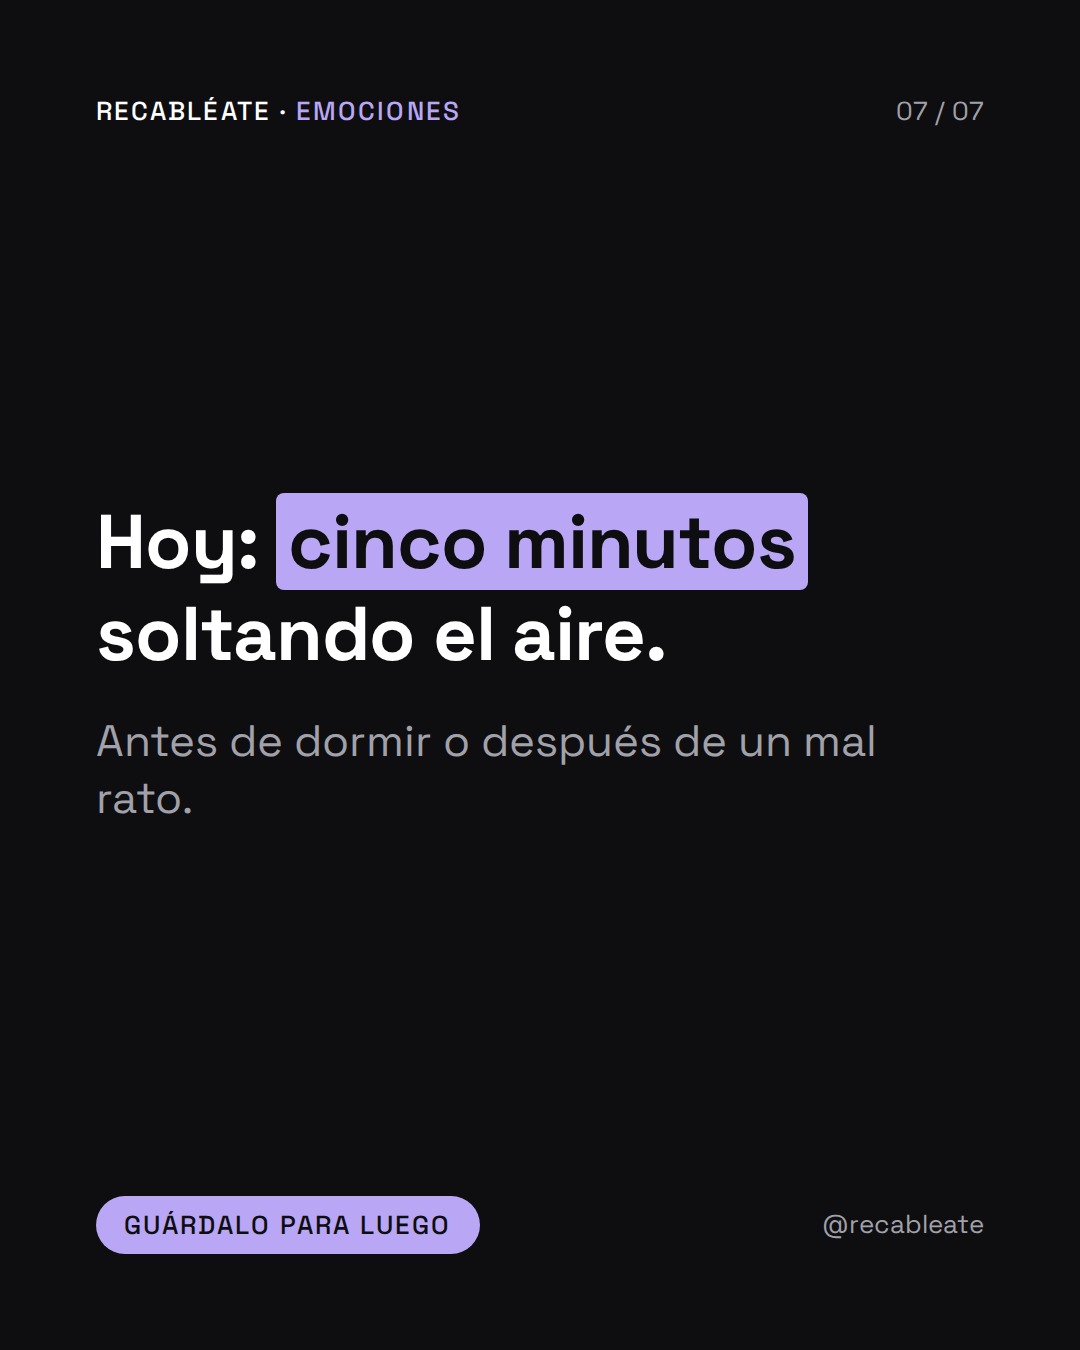 RECABLÉATE · EMOCIONES
07 / 07
Hoy: cinco minutos
soltando el aire.
Antes de dormir o después de un mal
rato.
GUÁRDALO PARA LUEGO
@recableate